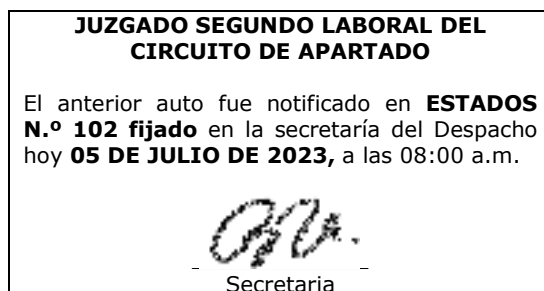 JUZGADO SEGUNDO LABORAL DEL
CIRCUITO DE APARTADO
El anterior auto fue notificado en ESTADOS
N.º 102 fijado en la secretaría del Despacho
hoy 05 DE JULIO DE 2023, a las 08:00 a.m.
Secretaria